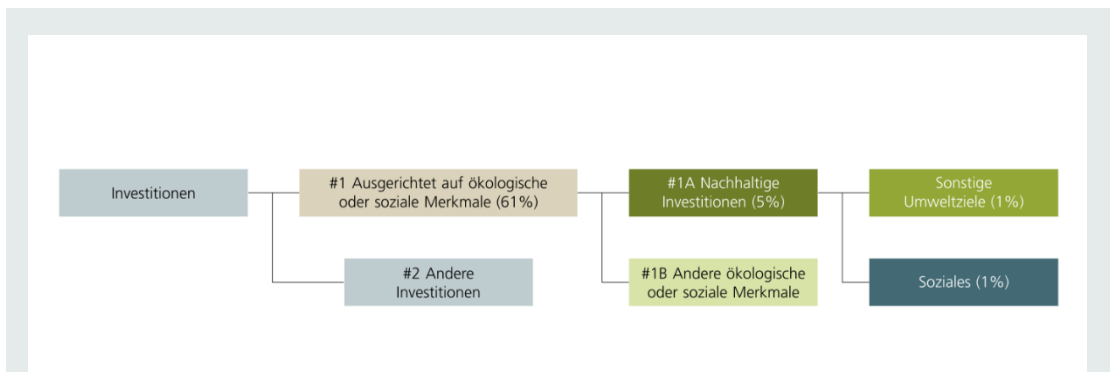 Investitionen
#1 Ausgerichtet auf ökologische
oder soziale Merkmale (61%)
#1A Nachhaltige
Investitionen (5%)
Sonstige
Umweltziele (1%)
#2 Andere
Investitionen
#1B Andere ökologische
oder soziale Merkmale
Soziales (1%)